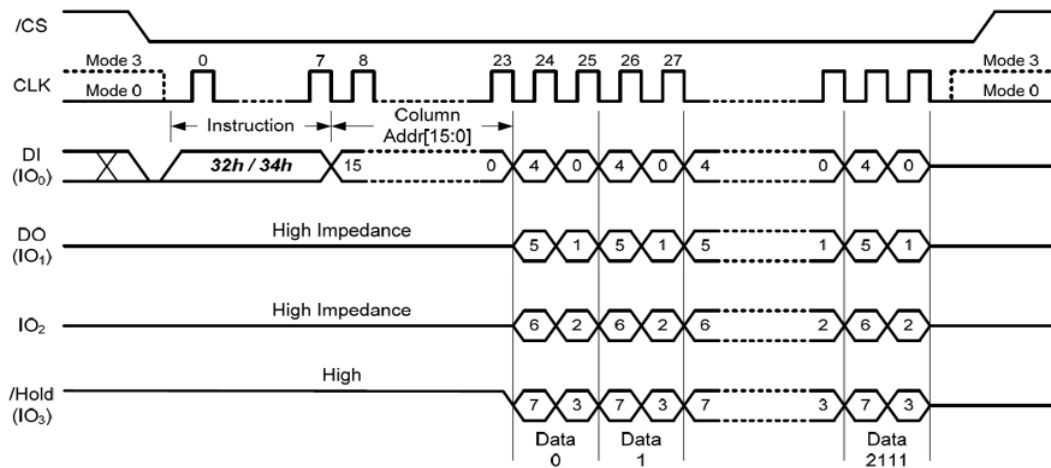 /CS
Mode 3 0 7 8 23 24 25 26 27 Mode 3
CLK
Mode 0 Mode 0
Instruction Column
Addr[15:0]
DI
(IO0) 32h / 34h 15 0 4 0 4 0 4 0 4 0
DO
(IO1) High Impedance 5 1 5 1 5 1 5 1
IO2 High Impedance 6 2 6 2 6 2 6 2
/Hold
(IO3) High 7 3 7 3 7 3 7 3
Data Data Data
0 1 2111